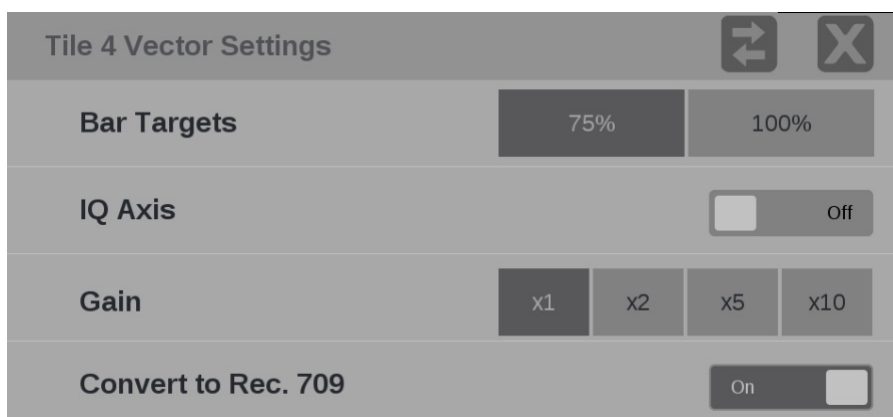 Tile 4 Vector Settings
Bar Targets 75% 100%
IQ Axis Off
Gain x1 x2 x5 x10
Convert to Rec. 709 On